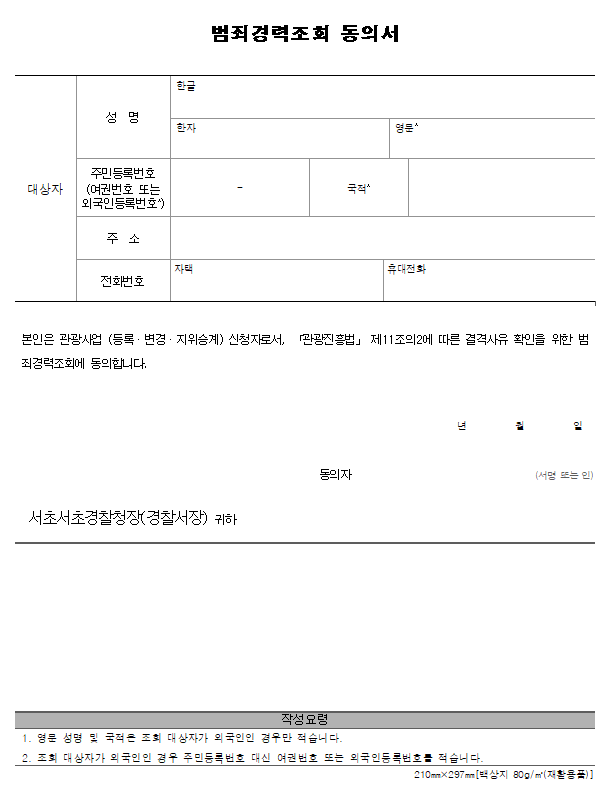 범죄경력조회 동의서
한글
성 명
한자 영문*
주민등록번호
(여권번호 또는
외국인등록번호*)
-
국적*
대상자
주 소
자택 휴대전화
전화번호
본인은 관광사업 (등록·변경·지위승계) 신청자로서, 「관광진흥법」 제11조의2에 따른 결격사유 확인을 위한 범
죄경력조회에 동의합니다.
년 월 일
동의자 (서명 또는 인)
서초서초경찰청장(경찰서장) 귀하
작성요령
1. 영문 성명 및 국적은 조회 대상자가 외국인인 경우만 적습니다.
2. 조회 대상자가 외국인인 경우 주민등록번호 대신 여권번호 또는 외국인등록번호를 적습니다.
210㎜×297㎜[백상지 80g/㎡(재활용품)]